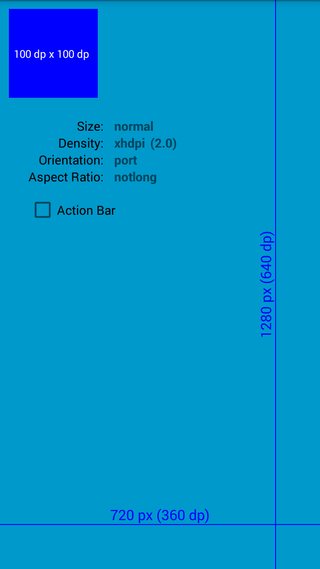 100 dp x 100 dp
Size: normal
Density: xhdpi (2.0)
Orientation: port
Aspect Ratio: notlong
Action Bar
1280 px (640 dp)
720 px (360 dp)